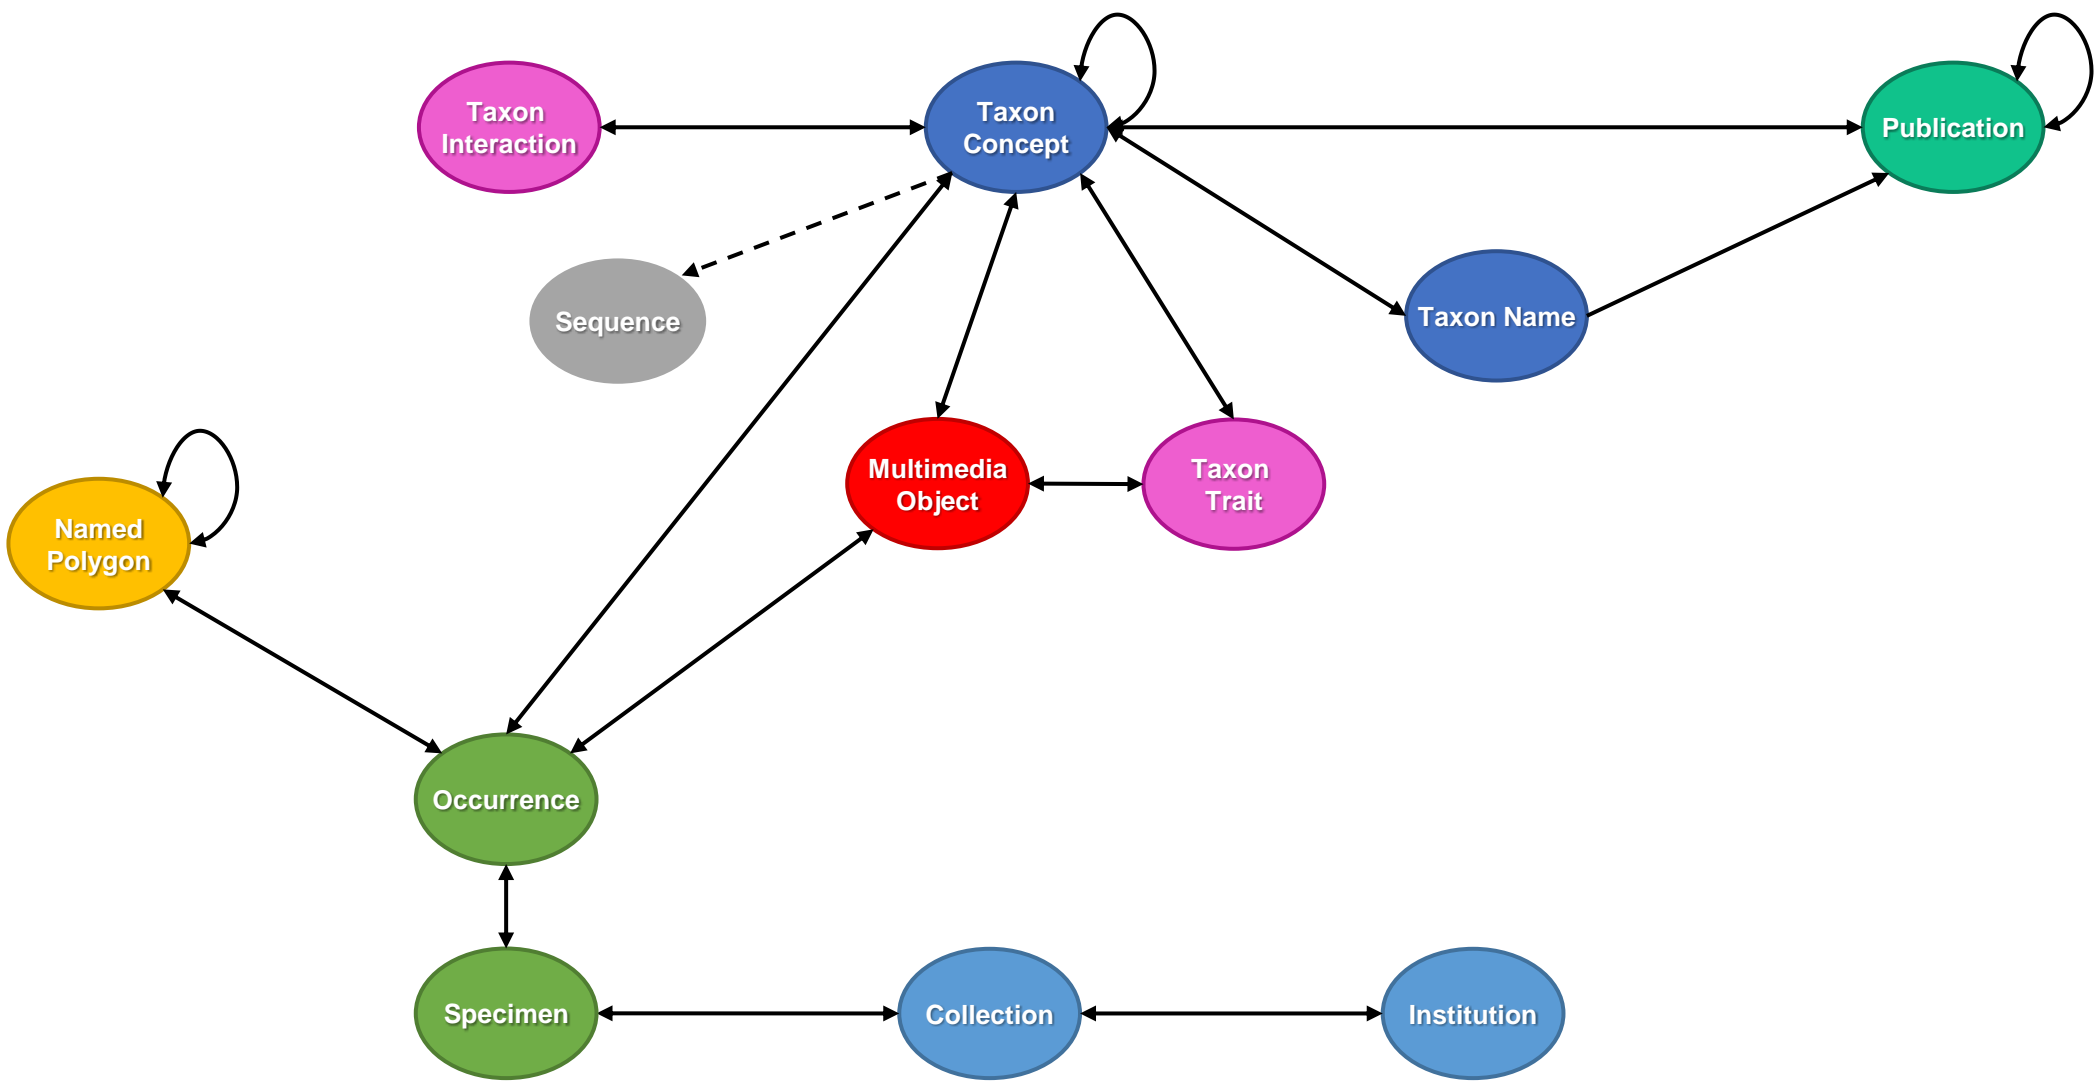 Taxon
Interaction
Taxon
Concept
Publication
Sequence
Taxon Name
Multimedia
Object
Taxon
Trait
Named
Polygon
Occurrence
Specimen
Collection
Institution